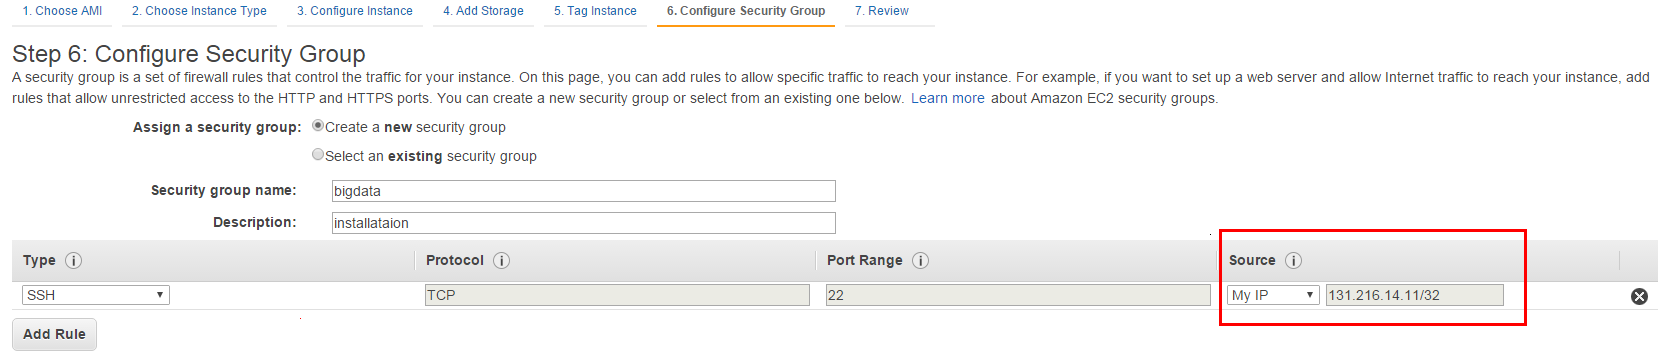 1. Choose AMI 2. Choose Instance Type 3. Configure Instance 4. Add Storage 5. Tag Instance 6. Configure Security Group 7. Review
Step 6: Configure Security Group
A security group is a set of firewall rules that control the traffic for your instance. On this page, you can add rules to allow specific traffic to reach your instance. For example, if you want to set up a web server and allow Internet traffic to reach your instance, add
rules that allow unrestricted access to the HTTP and HTTPS ports. You can create a new security group or select from an existing one below. Learn more about Amazon EC2 security groups.
Assign a security group: Create a new security group
Select an existing security group
Security group name: bigdata
Description: installataion
Type i Protocol i Port Range i Source i
SSH TCP 22 My IP 131.216.14.11/32
Add Rule